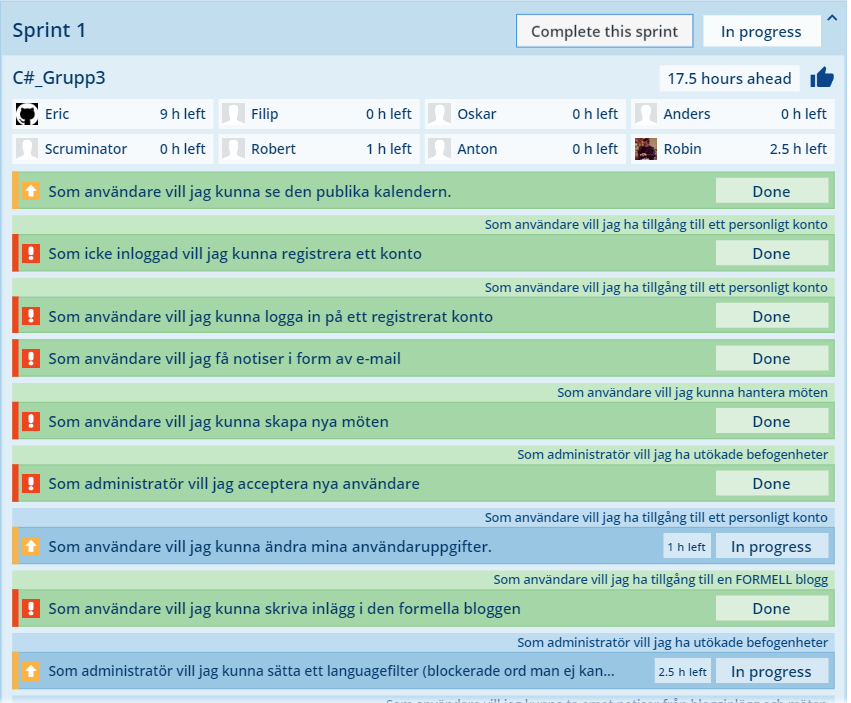 Sprint 1
Complete this sprint
In progress
C#_Grupp3
17.5 hours ahead
Eric 9 h left
Filip 0 h left
Oskar 0 h left
Anders 0 h left
Scruminator 0 h left
Robert 1 h left
Anton 0 h left
Robin 2.5 h left
Som användare vill jag kunna se den publika kalendern. Done
Som användare vill jag ha tillgång till ett personligt konto
Som icke inloggad vill jag kunna registrera ett konto Done
Som användare vill jag ha tillgång till ett personligt konto
Som användare vill jag kunna logga in på ett registrerat konto Done
Som användare vill jag få notiser i form av e-mail Done
Som användare vill jag kunna hantera möten
Som användare vill jag kunna skapa nya möten Done
Som administratör vill jag ha utökade befogenheter
Som administratör vill jag acceptera nya användare Done
Som användare vill jag ha tillgång till ett personligt konto
Som användare vill jag kunna ändra mina användaruppgifter. 1 h left In progress
Som användare vill jag ha tillgång till en FORMELL blogg
Som användare vill jag kunna skriva inlägg i den formella bloggen Done
Som administratör vill jag ha utökade befogenheter
Som administratör vill jag kunna sätta ett languagefilter (blockerade ord man ej kan... 2.5 h left In progress